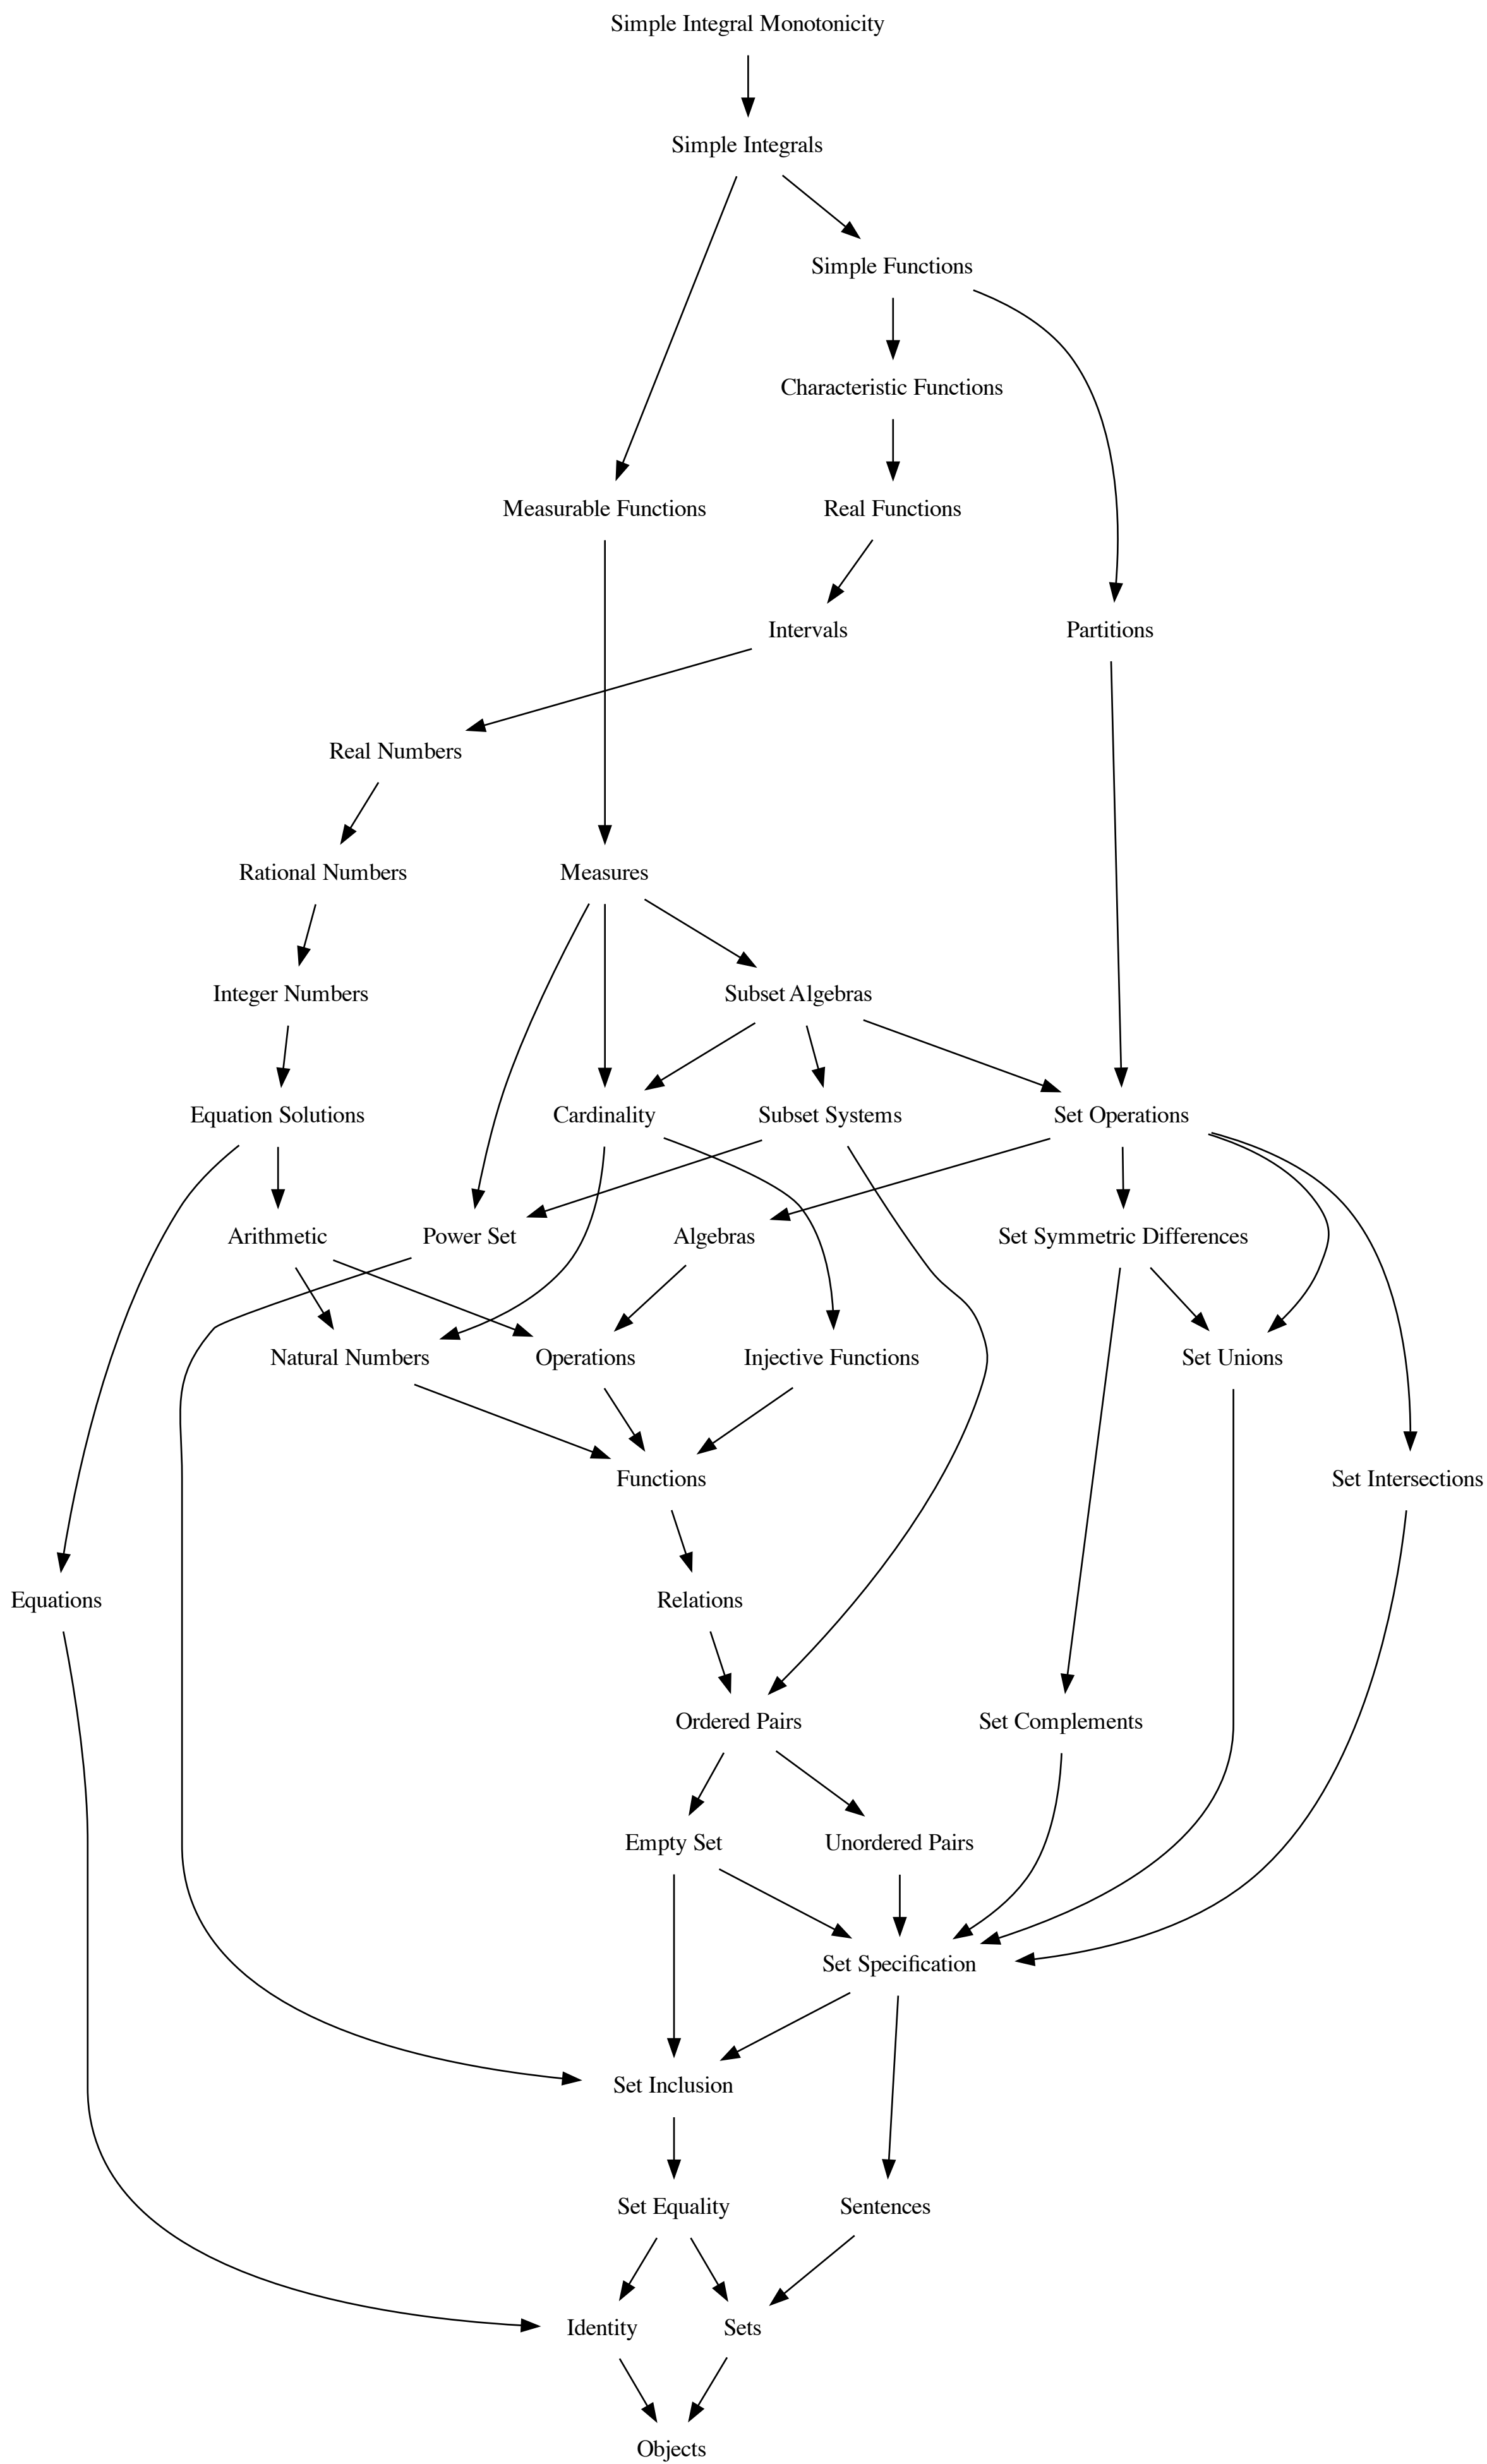 Simple Integral Monotonicity
Simple Integrals
Simple Functions
Characteristic Functions
Measurable Functions
Real Functions
Intervals
Partitions
Real Numbers
Rational Numbers
Measures
Integer Numbers
Subset Algebras
Equation Solutions
Cardinality
Subset Systems
Set Operations
Arithmetic
Power Set
Algebras
Set Symmetric Differences
Natural Numbers
Operations
Injective Functions
Set Unions
Functions
Set Intersections
Equations
Relations
Ordered Pairs
Set Complements
Empty Set
Unordered Pairs
Set Specification
Set Inclusion
Set Equality
Sentences
Identity
Sets
Objects